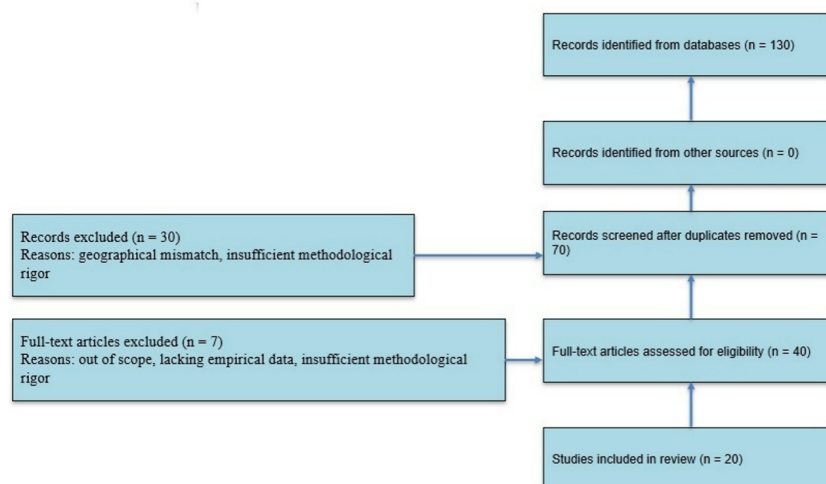 Records identified from databases (n = 130)
Records identified from other sources (n = 0)
Records excluded (n = 30)
Reasons: geographical mismatch, insufficient methodological
rigor
Records screened after duplicates removed (n =
70)
Full-text articles excluded (n = 7)
Reasons: out of scope, lacking empirical data, insufficient methodological
rigor
Full-text articles assessed for eligibility (n = 40)
Studies included in review (n = 20)